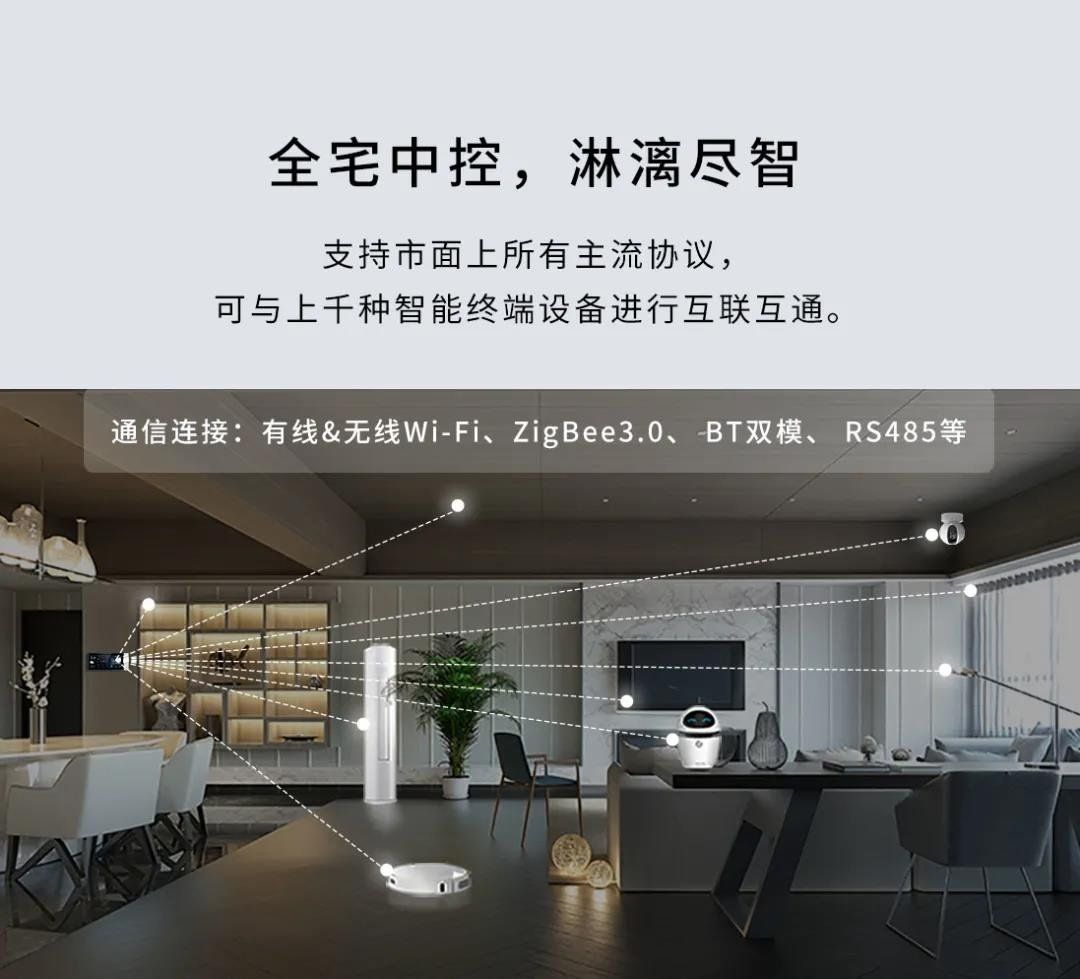 全宅中控，淋漓尽智
支持市面上所有主流协议，
可与上千种智能终端设备进行互联互通。
通信连接：有线&无线Wi-Fi、ZigBee3.0、 BT双模、 RS485等